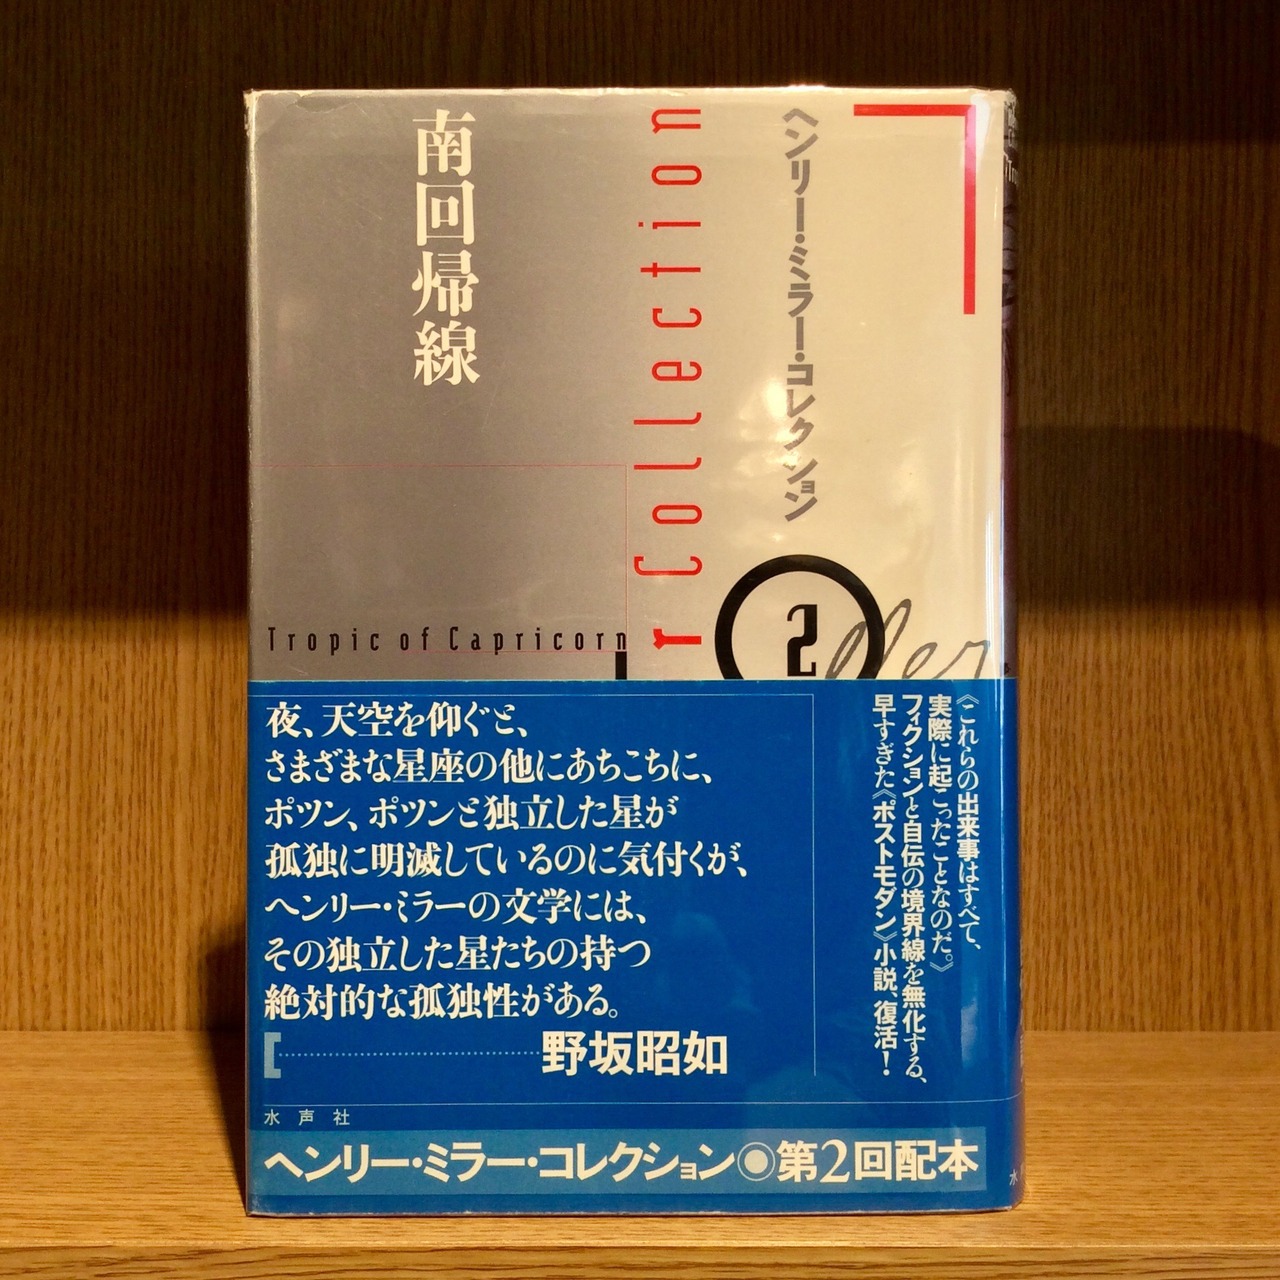 ヘンリー・ミラー・コレクション
2
r Collection
南回帰線
Tropic of Capricorn
《これらの出来事はすべて、
実際に起こったことなのだ。》
フィクションと自伝の境界線を無化する、
早すぎた《ポストモダン》小説、復活!
夜、天空を仰ぐと、
さまざまな星座の他にあちこちに、
ポツン、ポツンと独立した星が
孤独に明滅しているのに気付くが、
ヘンリー・ミラーの文学には、
その独立した星たちの持つ
絶対的な孤独性がある。
野坂昭如
水声社
ヘンリー・ミラー・コレクション◉第2回配本